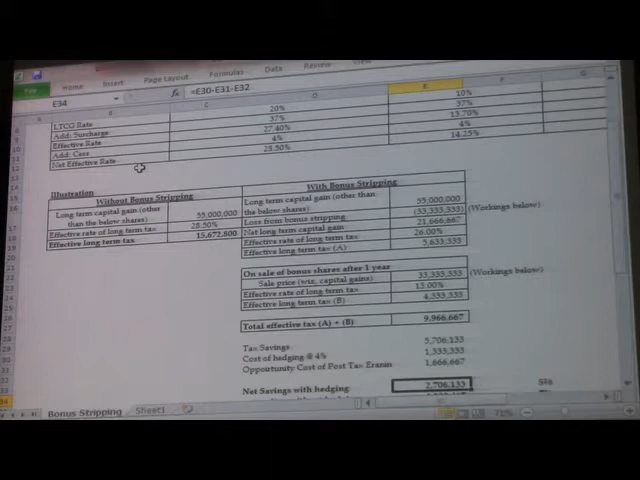 Home Insert Page Layout Formulas Data Review
E34 fx =E30-E31-E32
LTCG Rate 20% 10%
Add: Surcharge 37% 37%
Effective Rate 27.40% 13.70%
Add: Cess 4% 4%
Net Effective Rate 28.50% 14.25%
Illustration
Without Bonus Stripping
Long term capital gain (other than the below shares) 55,000,000
Effective rate of long term tax 28.50%
Effective long term tax 15,672,800
With Bonus Stripping
Long term capital gain (other than the below shares) 55,000,000
Loss from bonus stripping (33,333,333) (Workings below)
Net long term capital gain 21,666,667
Effective rate of long term tax 26.00%
Effective long term tax (A) 5,633,333
On sale of bonus shares after 1 year
Sale price (wiz, capital gains) 33,333,333 (Workings below)
Effective rate of long term tax 13.00%
Effective long term tax (B) 4,333,333
Total effective tax (A) + (B) 9,966,667
Tax Savings 5,706,133
Cost of hedging @ 4% 1,333,333
Oppoirtunity Cost of Post Tax Eranin 1,666,667
Net Savings with hedging 2,706,133
Bonus Stripping Sheet1 71%